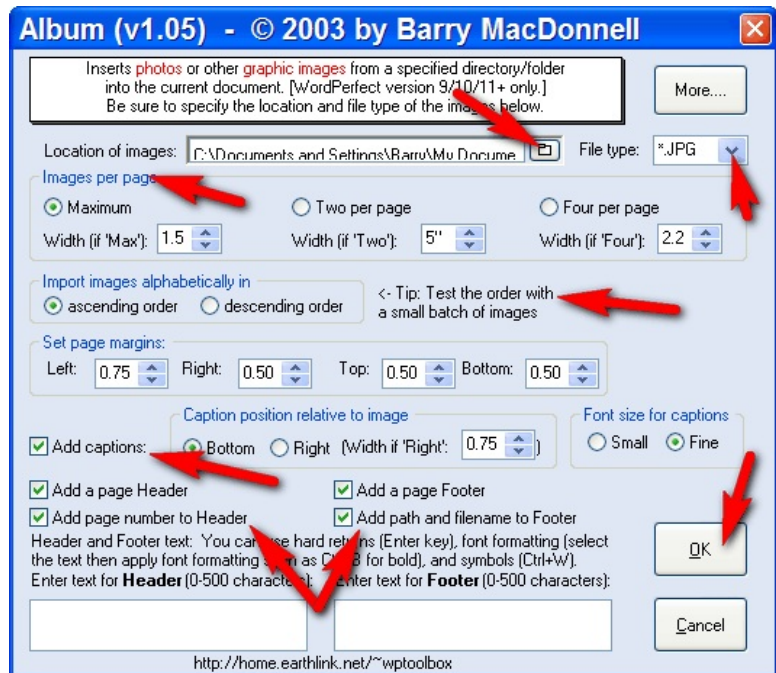 Album (v1.05) - © 2003 by Barry MacDonnell
Inserts photos or other graphic images from a specified directory/folder
into the current document. [WordPerfect version 9/10/11+ only.]
Be sure to specify the location and file type of the images below.
More....
Location of images: C:\Documents and Settings\Barry\My Docume File type: *.JPG
Images per page
Maximum Two per page Four per page
Width (if 'Max'): 1.5 Width (if 'Two'): 5" Width (if 'Four'): 2.2
Import images alphabetically in
ascending order descending order
<- Tip: Test the order with
a small batch of images
Set page margins:
Left: 0.75 Right: 0.50 Top: 0.50 Bottom: 0.50
Caption position relative to image Font size for captions
Add captions: Bottom Right (Width if 'Right': 0.75 ) Small Fine
Add a page Header Add a page Footer
Add page number to Header Add path and filename to Footer
Header and Footer text: You can use hard returns (Enter key), font formatting (select
the text then apply font formatting as Ctrl+B for bold), and symbols (Ctrl+W).
Enter text for Header (0-500 characters): Enter text for Footer (0-500 characters):
OK
Cancel
http://home.earthlink.net/~wptoolbox